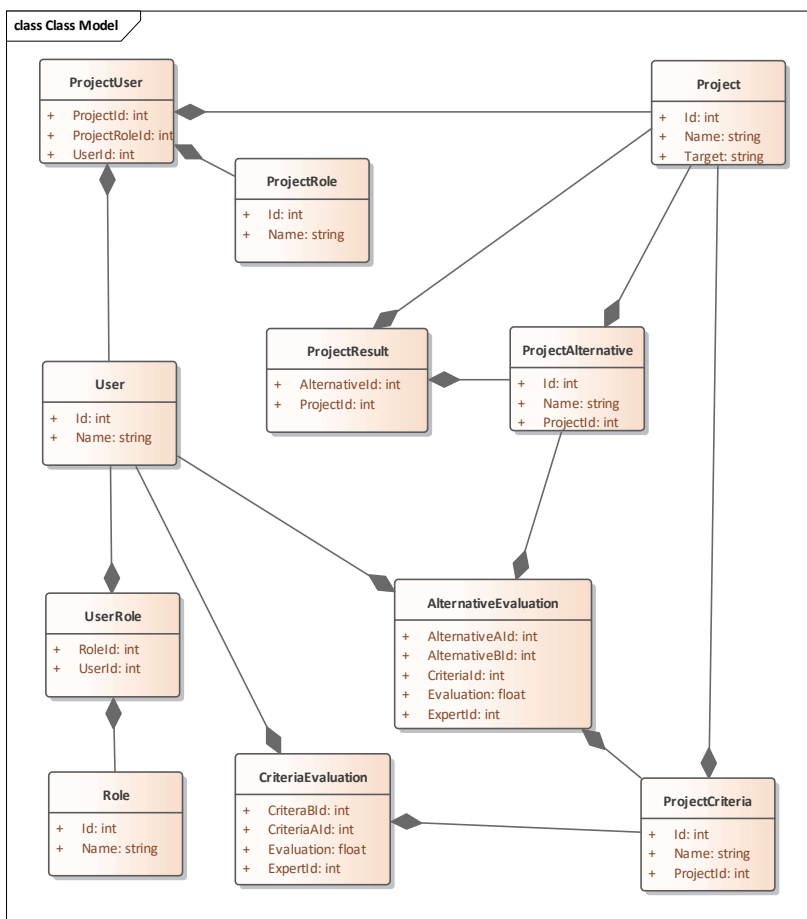 class Class Model
ProjectUser
+ ProjectId: int
+ ProjectRoleId: int
+ UserId: int
Project
+ Id: int
+ Name: string
+ Target: string
ProjectRole
+ Id: int
+ Name: string
ProjectResult
+ AlternativeId: int
+ ProjectId: int
ProjectAlternative
+ Id: int
+ Name: string
+ ProjectId: int
User
+ Id: int
+ Name: string
AlternativeEvaluation
+ AlternativeAId: int
+ AlternativeBId: int
+ CriteriaId: int
+ Evaluation: float
+ ExpertId: int
UserRole
+ RoleId: int
+ UserId: int
CriteriaEvaluation
+ CriteraBId: int
+ CriteriaAId: int
+ Evaluation: float
+ ExpertId: int
Role
+ Id: int
+ Name: string
ProjectCriteria
+ Id: int
+ Name: string
+ ProjectId: int